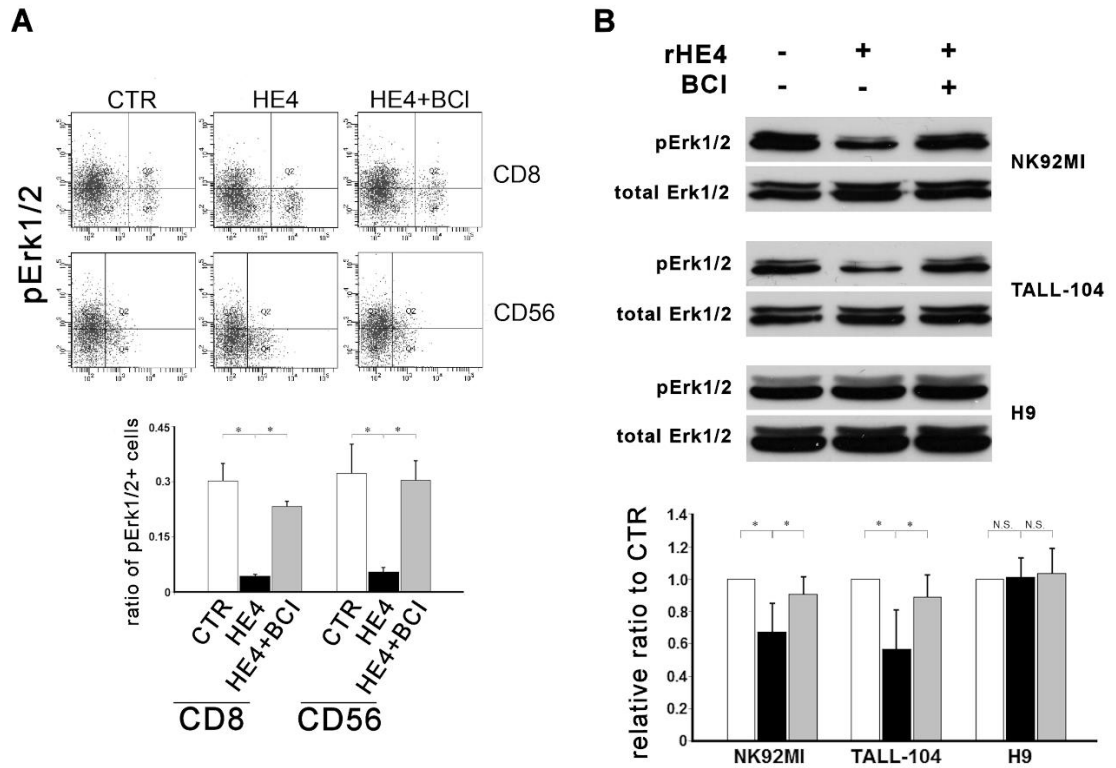 A
CTR HE4 HE4+BCI
pErk1/2
CD8
CD56
Q2
Q2
Q2
ratio of pErk1/2+ cells
0.45
0.3
0.15
0
* * * *
CTR HE4 HE4+BCI CTR HE4 HE4+BCI
CD8 CD56
B
rHE4 - + +
BCI - - +
pErk1/2
total Erk1/2
NK92MI
pErk1/2
total Erk1/2
TALL-104
pErk1/2
total Erk1/2
H9
relative ratio to CTR
1.4
1.2
1.0
0.8
0.6
0.4
0.2
0
* * * * N.S. N.S.
NK92MI TALL-104 H9